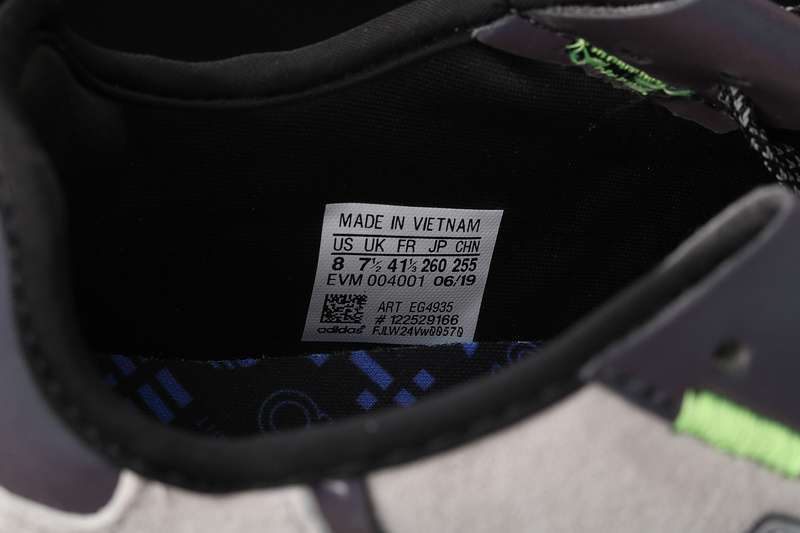 MADE IN VIETNAM
US UK FR JP CHN
8 7½ 41⅓ 260 255
EVM 004001 06/19
ART EG4935
# 122529166
adidas FJLW24Vw00570